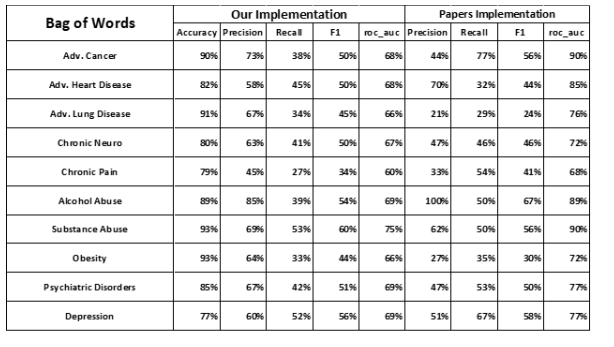 Bag of Words Our Implementation Papers Implementation
Accuracy Precision Recall F1 roc_auc Precision Recall F1 roc_auc
Adv. Cancer 90% 73% 38% 50% 68% 44% 77% 56% 90%
Adv. Heart Disease 82% 58% 45% 50% 68% 70% 32% 44% 85%
Adv. Lung Disease 91% 67% 34% 45% 66% 21% 29% 24% 76%
Chronic Neuro 80% 63% 41% 50% 67% 47% 46% 46% 72%
Chronic Pain 79% 45% 27% 34% 60% 33% 54% 41% 68%
Alcohol Abuse 89% 85% 39% 54% 69% 100% 50% 67% 89%
Substance Abuse 93% 69% 53% 60% 75% 62% 50% 56% 90%
Obesity 93% 64% 33% 44% 66% 27% 35% 30% 72%
Psychiatric Disorders 85% 67% 42% 51% 69% 47% 53% 50% 77%
Depression 77% 60% 52% 56% 69% 51% 67% 58% 77%